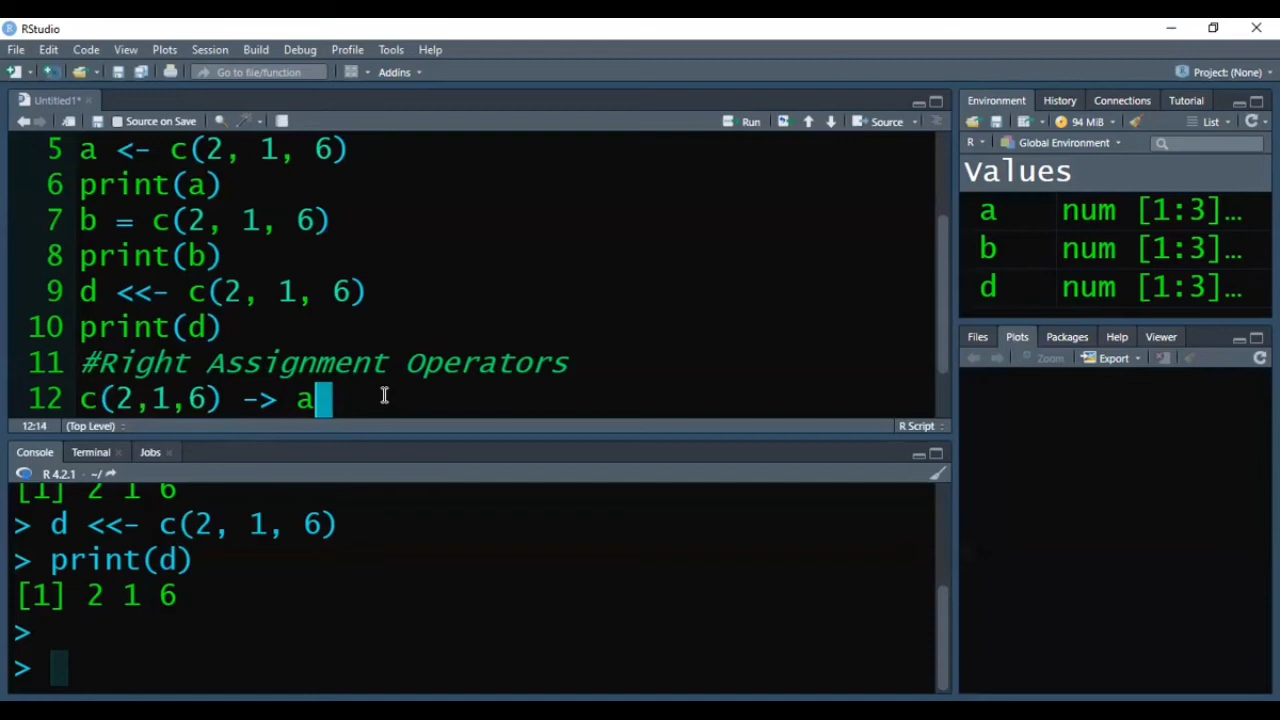 RStudio
File Edit Code View Plots Session Build Debug Profile Tools Help
Go to file/function Addins Project: (None)
Untitled1*
Source on Save Run Source
5 a <- c(2, 1, 6)
6 print(a)
7 b = c(2, 1, 6)
8 print(b)
9 d <<- c(2, 1, 6)
10 print(d)
11 #Right Assignment Operators
12 c(2,1,6) -> a
12:14 (Top Level) R Script
Console Terminal Jobs
R 4.2.1 · ~/
[1] 2 1 6
> d <<- c(2, 1, 6)
> print(d)
[1] 2 1 6
>
>
Environment History Connections Tutorial
94 MiB List
R Global Environment
Values
a num [1:3]…
b num [1:3]…
d num [1:3]…
Files Plots Packages Help Viewer
Zoom Export